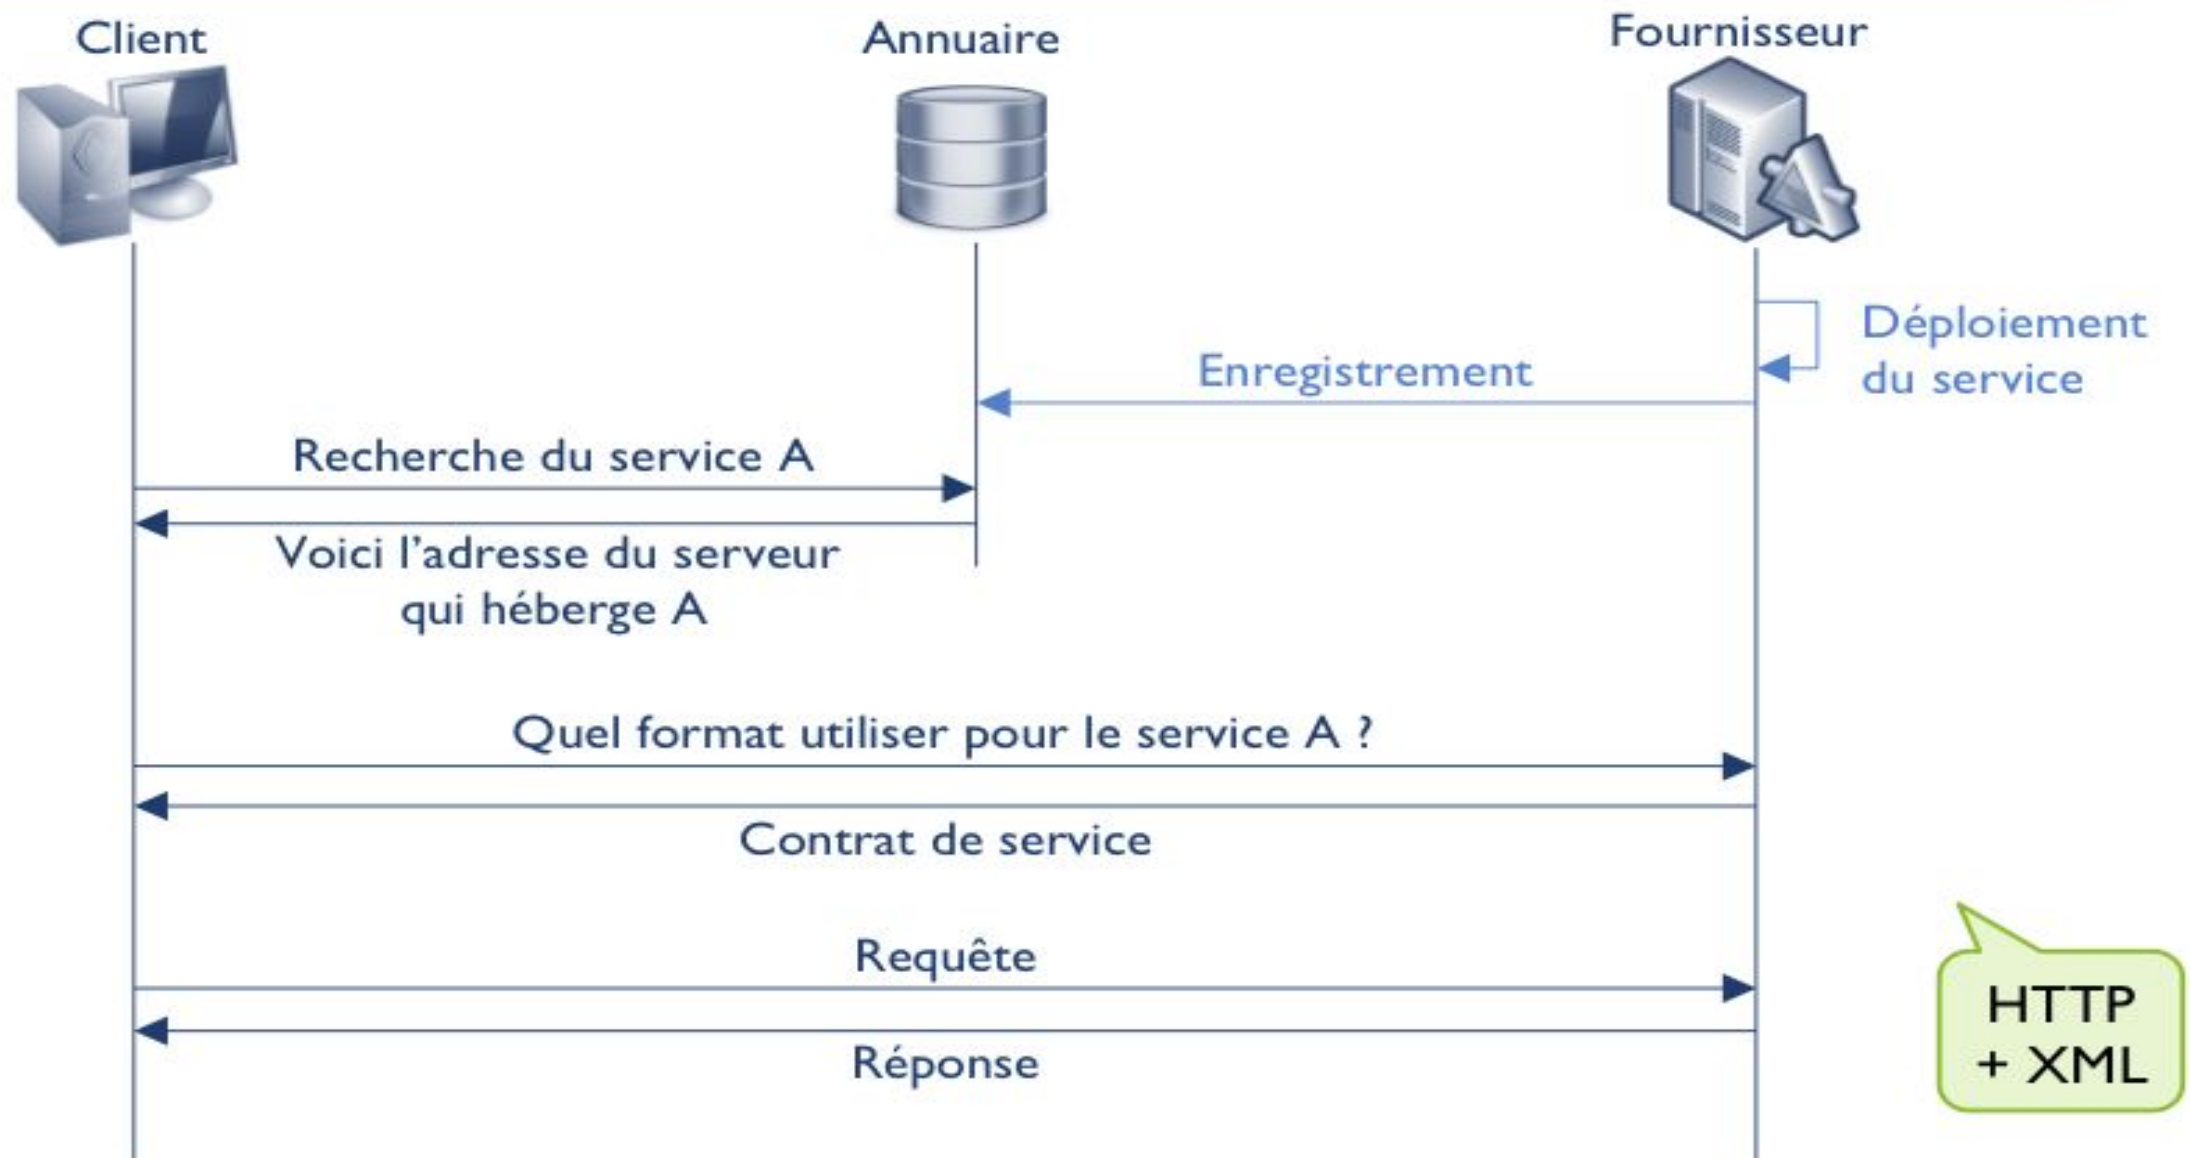 Client
Annuaire
Fournisseur
Déploiement
du service
Enregistrement
Recherche du service A
Voici l'adresse du serveur
qui héberge A
Quel format utiliser pour le service A ?
Contrat de service
Requête
Réponse
HTTP
+ XML